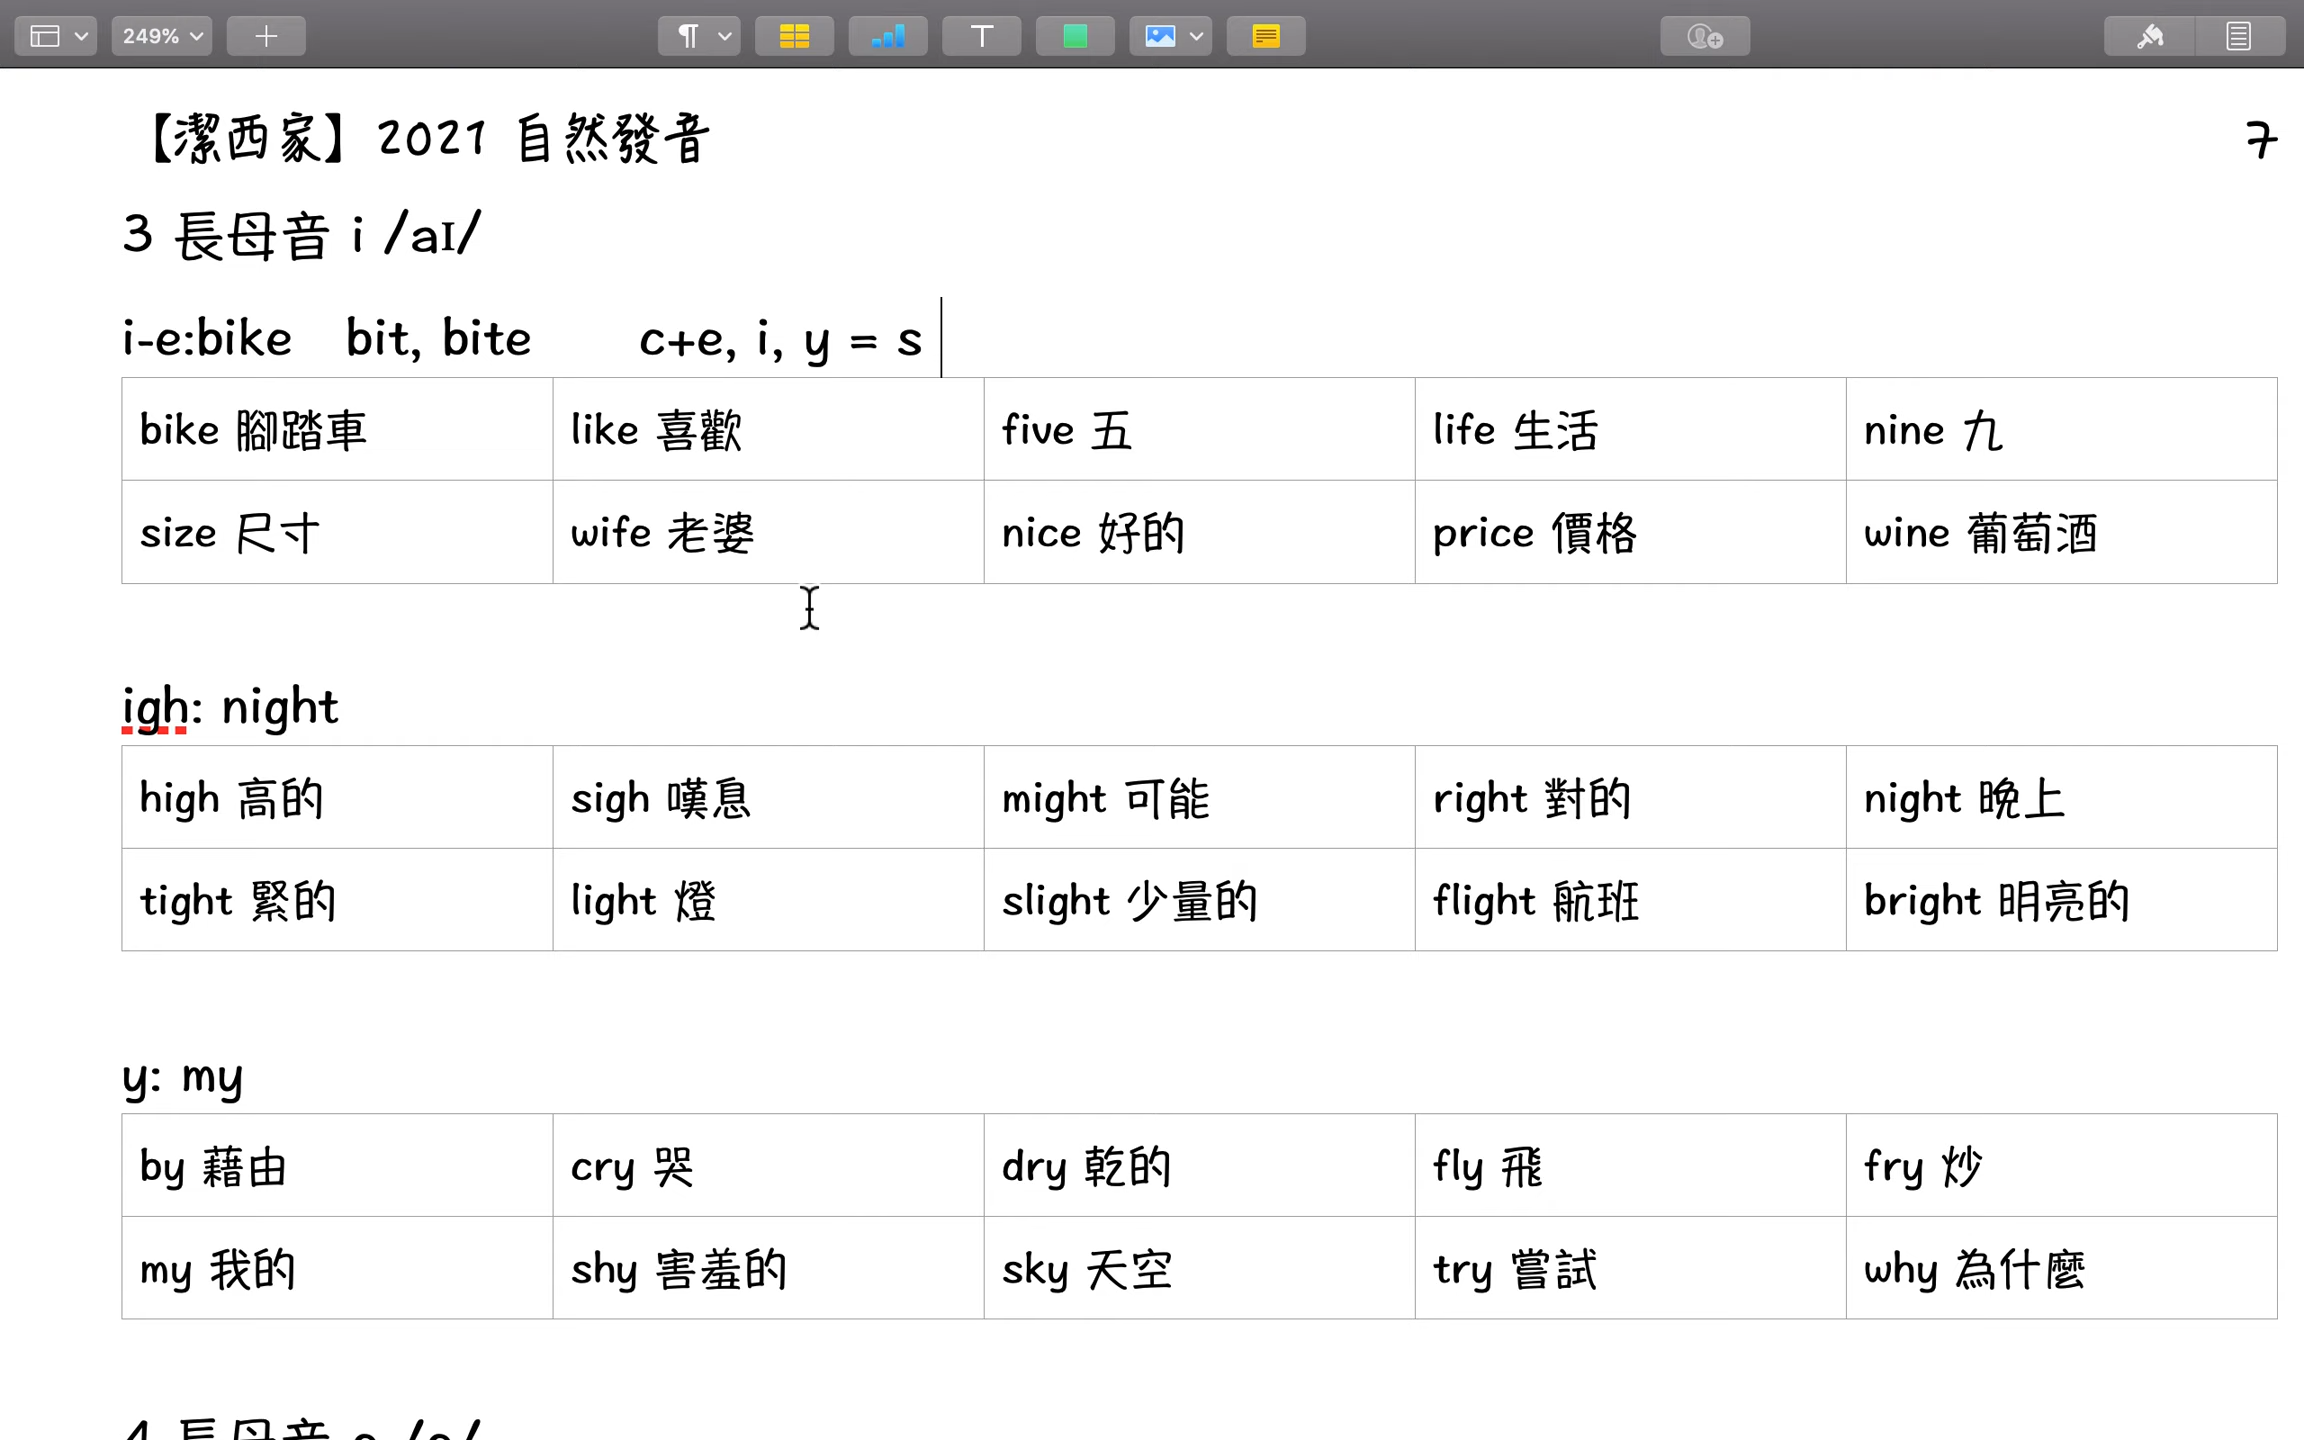 249%
【潔西家】2021 自然發音
7
3 長母音 i /aɪ/
i-e:bike bit, bite c+e, i, y = s
bike 腳踏車 like 喜歡 five 五 life 生活 nine 九
size 尺寸 wife 老婆 nice 好的 price 價格 wine 葡萄酒
igh: night
high 高的 sigh 嘆息 might 可能 right 對的 night 晚上
tight 緊的 light 燈 slight 少量的 flight 航班 bright 明亮的
y: my
by 藉由 cry 哭 dry 乾的 fly 飛 fry 炒
my 我的 shy 害羞的 sky 天空 try 嘗試 why 為什麼
4 長母音 o /o/